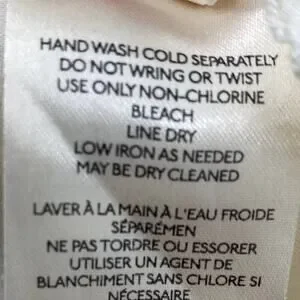 HAND WASH COLD SEPARATELY
DO NOT WRING OR TWIST
USE ONLY NON-CHLORINE
BLEACH
LINE DRY
LOW IRON AS NEEDED
MAY BE DRY CLEANED
LAVER À LA MAIN À L'EAU FROIDE
SÉPARÉMEN
NE PAS TORDRE OU ESSORER
UTILISER UN AGENT DE
BLANCHIMENT SANS CHLORE SI
NÉCESSAIRE